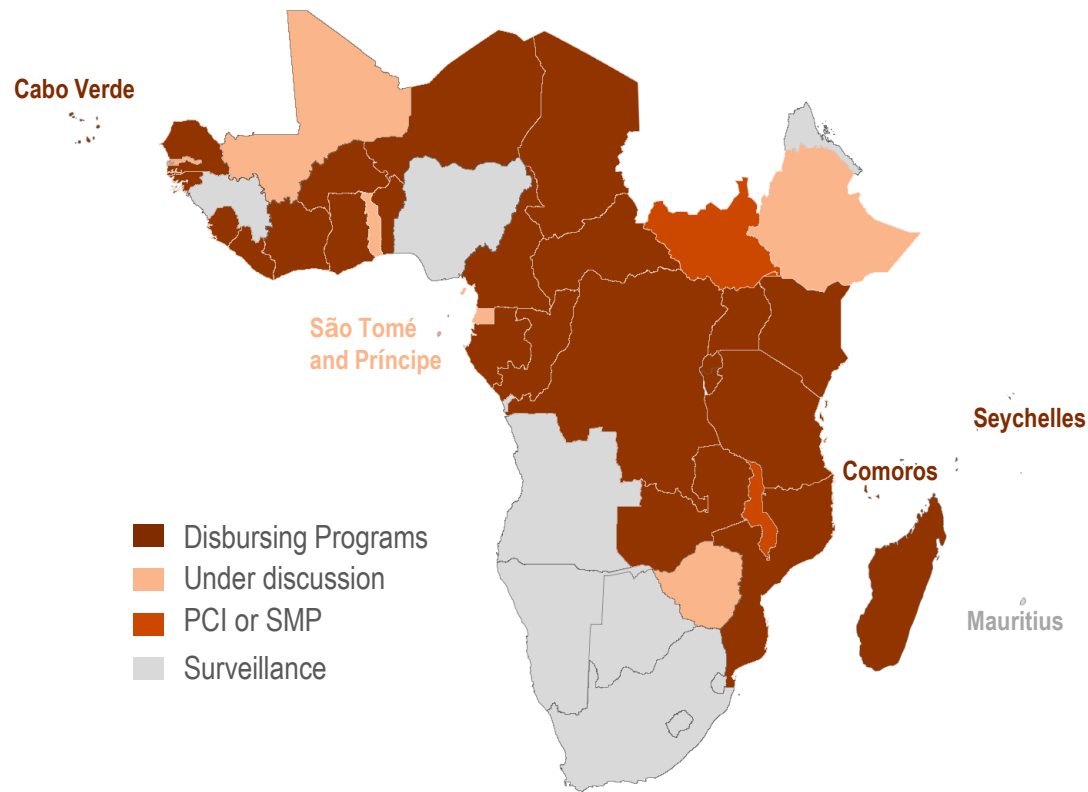 Cabo Verde
São Tomé
and Príncipe
Seychelles
Comoros
Mauritius
Disbursing Programs
Under discussion
PCI or SMP
Surveillance